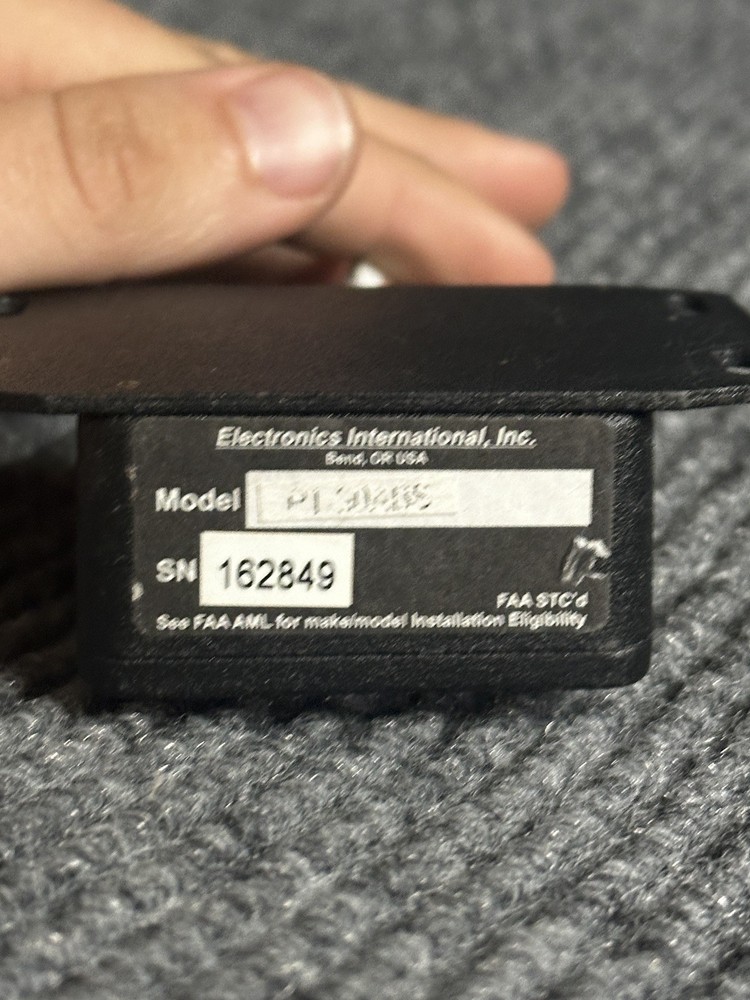 Electronics International, Inc.
Bend, OR USA
Model
SN 162849
FAA STC'd
See FAA AML for make/model Installation Eligibility